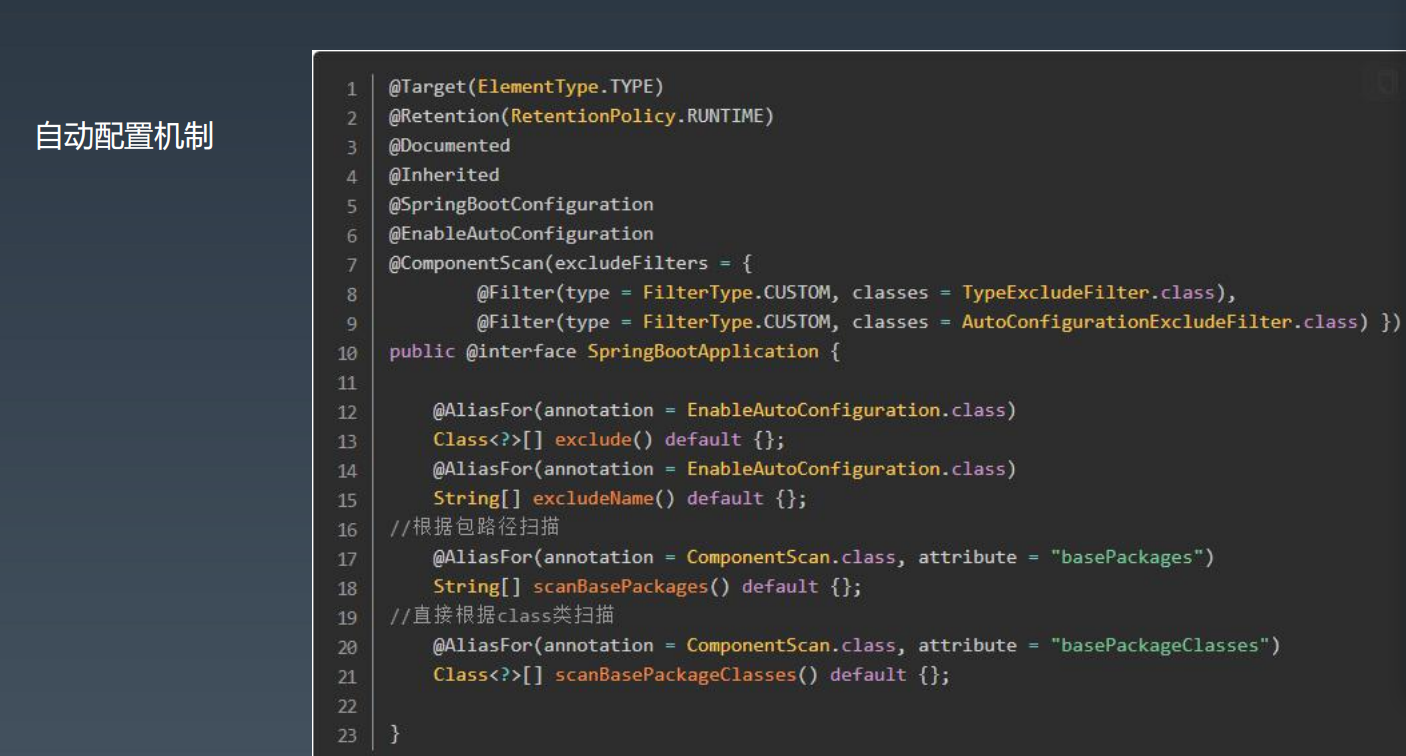 自动配置机制
1 @Target(ElementType.TYPE)
2 @Retention(RetentionPolicy.RUNTIME)
3 @Documented
4 @Inherited
5 @SpringBootConfiguration
6 @EnableAutoConfiguration
7 @ComponentScan(excludeFilters = {
8         @Filter(type = FilterType.CUSTOM, classes = TypeExcludeFilter.class),
9         @Filter(type = FilterType.CUSTOM, classes = AutoConfigurationExcludeFilter.class) })
10 public @interface SpringBootApplication {
11
12     @AliasFor(annotation = EnableAutoConfiguration.class)
13     Class<?>[] exclude() default {};
14     @AliasFor(annotation = EnableAutoConfiguration.class)
15     String[] excludeName() default {};
16 //根据包路径扫描
17     @AliasFor(annotation = ComponentScan.class, attribute = "basePackages")
18     String[] scanBasePackages() default {};
19 //直接根据class类扫描
20     @AliasFor(annotation = ComponentScan.class, attribute = "basePackageClasses")
21     Class<?>[] scanBasePackageClasses() default {};
22
23 }